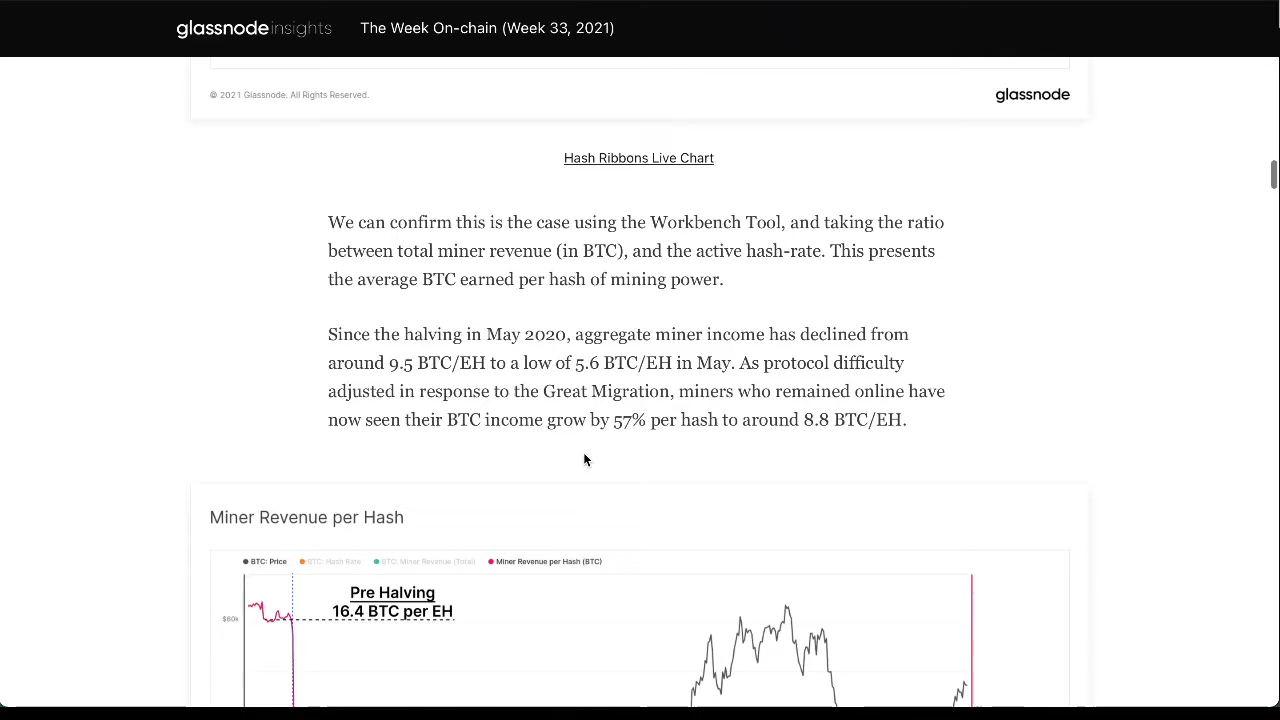 glassnode insights The Week On-chain (Week 33, 2021)
© 2021 Glassnode. All Rights Reserved. glassnode
Hash Ribbons Live Chart
We can confirm this is the case using the Workbench Tool, and taking the ratio
between total miner revenue (in BTC), and the active hash-rate. This presents
the average BTC earned per hash of mining power.
Since the halving in May 2020, aggregate miner income has declined from
around 9.5 BTC/EH to a low of 5.6 BTC/EH in May. As protocol difficulty
adjusted in response to the Great Migration, miners who remained online have
now seen their BTC income grow by 57% per hash to around 8.8 BTC/EH.
Miner Revenue per Hash
BTC: Price BTC: Hash Rate BTC: Miner Revenue (Total) Miner Revenue per Hash (BTC)
Pre Halving
16.4 BTC per EH
$60k